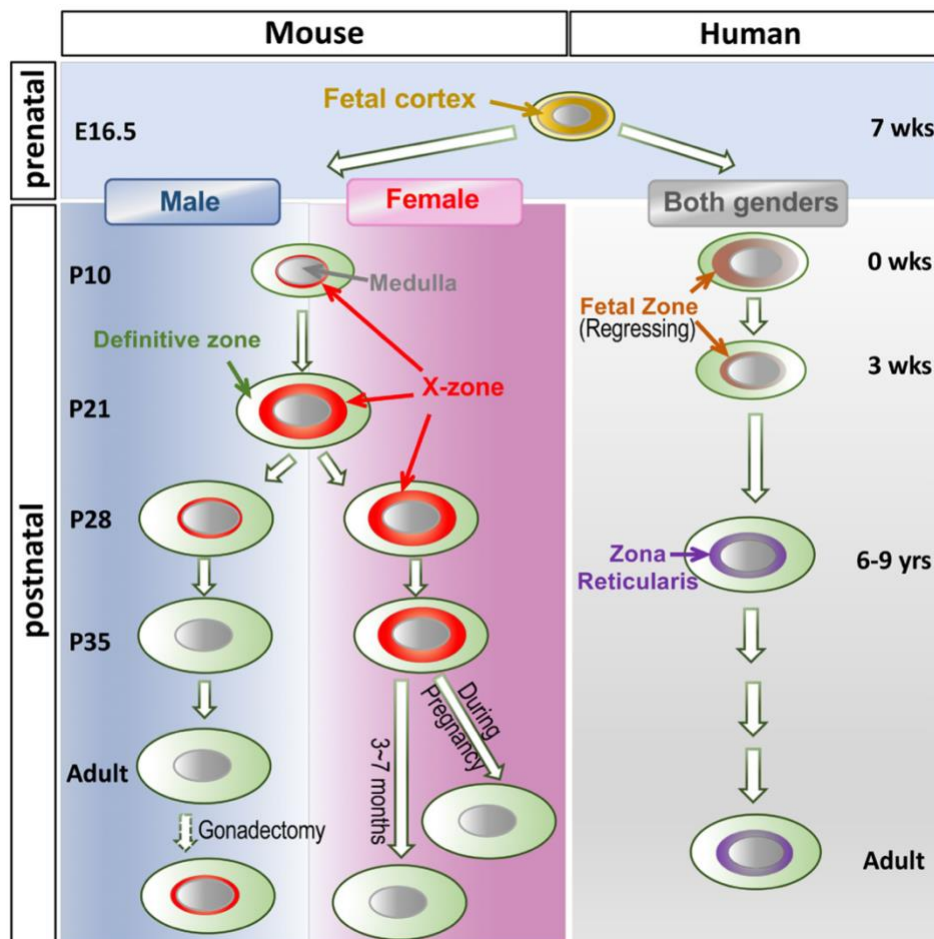 Mouse
Human
prenatal
E16.5
Fetal cortex
7 wks
Male
Female
Both genders
postnatal
P10
Medulla
0 wks
Fetal Zone
(Regressing)
Definitive zone
X-zone
3 wks
P21
P28
Zona
Reticularis
6-9 yrs
P35
3~7 months
During
Pregnancy
Adult
Gonadectomy
Adult